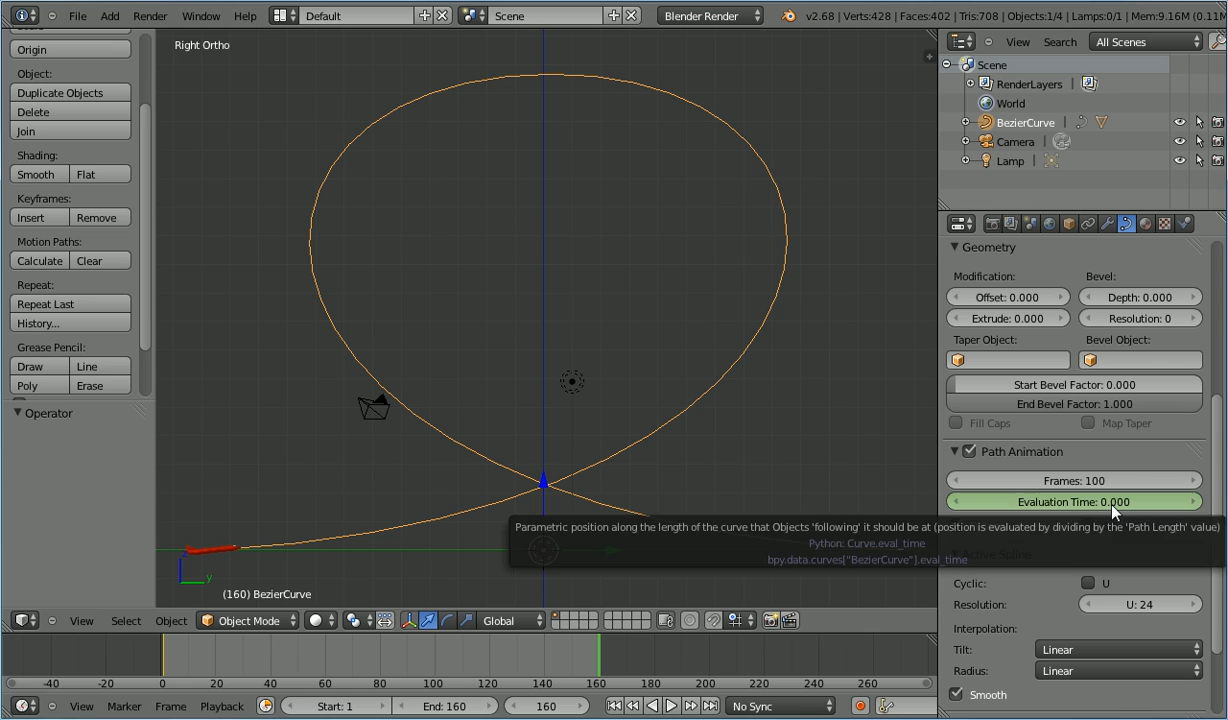 File Add Render Window Help Default Scene Blender Render v2.68 | Verts:428 | Faces:402 | Tris:708 | Objects:1/4 | Lamps:0/1 | Mem:9.16M (0.11M
Origin
Object:
Duplicate Objects
Delete
Join
Shading:
Smooth Flat
Keyframes:
Insert Remove
Motion Paths:
Calculate Clear
Repeat:
Repeat Last
History...
Grease Pencil:
Draw Line
Poly Erase
Operator
Right Ortho
y
(160) BezierCurve
View Select Object Object Mode Global
-40 -20 0 20 40 60 80 100 120 140 160 180 200 220 240 260
View Marker Frame Playback Start: 1 End: 160 160 No Sync
View Search All Scenes
Scene
RenderLayers
World
BezierCurve
Camera
Lamp
Geometry
Modification: Bevel:
Offset: 0.000 Depth: 0.000
Extrude: 0.000 Resolution: 0
Taper Object: Bevel Object:
Start Bevel Factor: 0.000
End Bevel Factor: 1.000
Fill Caps Map Taper
Path Animation
Frames: 100
Evaluation Time: 0.000
Parametric position along the length of the curve that Objects 'following' it should be at (position is evaluated by dividing by the 'Path Length' value)
Python: Curve.eval_time
bpy.data.curves["BezierCurve"].eval_time
Active Spline
Cyclic: U
Resolution: U: 24
Interpolation:
Tilt: Linear
Radius: Linear
Smooth